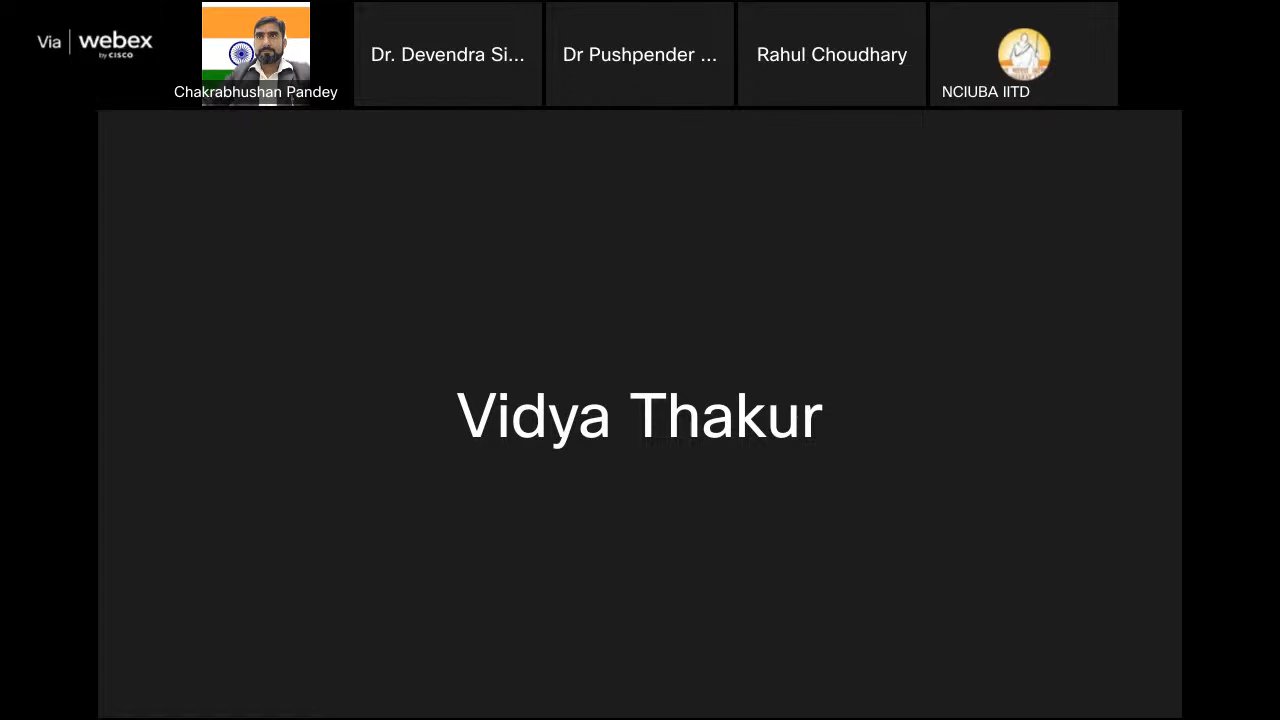 Via webex
by CISCO
Chakrabhushan Pandey
Dr. Devendra Si...
Dr Pushpender ...
Rahul Choudhary
NCIUBA IITD
Vidya Thakur